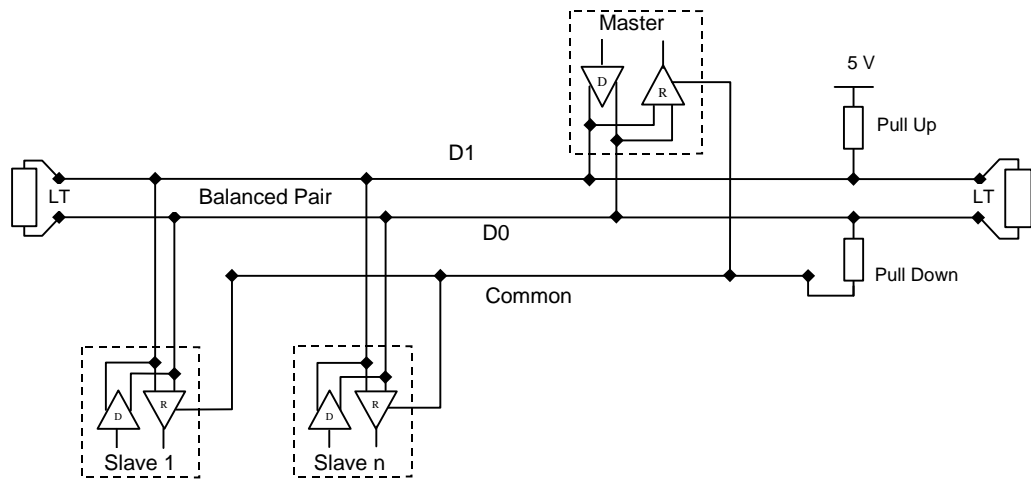 Master
D
R
5 V
Pull Up
D1
LT
Balanced Pair
LT
D0
Pull Down
Common
D
R
D
R
Slave 1
Slave n